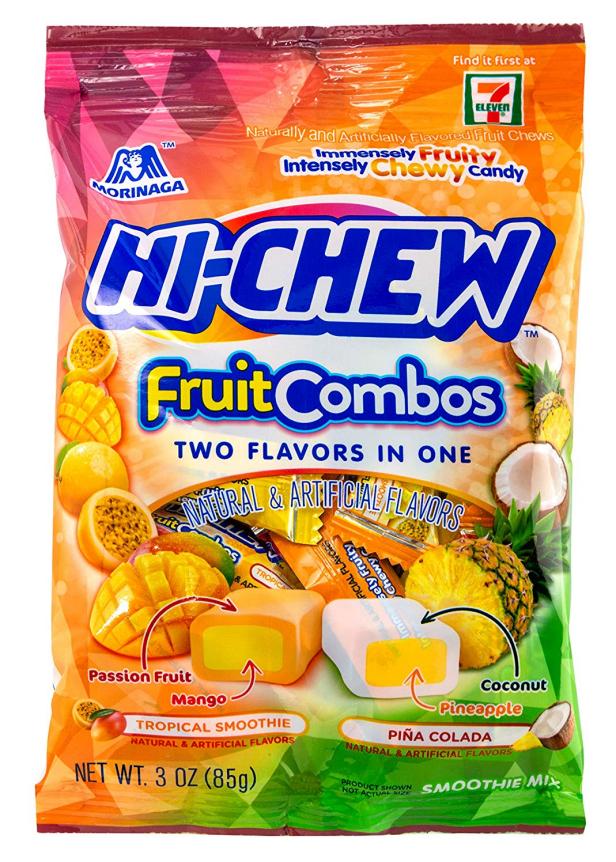 Find it first at
7
ELEVEN
Naturally and Artificially Flavored Fruit Chews
Immensely Fruity
Intensely Chewy Candy
TM
MORINAGA
HI-CHEW
TM
Fruit Combos
TWO FLAVORS IN ONE
NATURAL & ARTIFICIAL FLAVORS
Passion Fruit
Mango
Coconut
Pineapple
TROPICAL SMOOTHIE
NATURAL & ARTIFICIAL FLAVORS
PIÑA COLADA
NATURAL & ARTIFICIAL FLAVORS
NET WT. 3 OZ (85g)
PRODUCT SHOWN
NOT ACTUAL SIZE
SMOOTHIE MIX